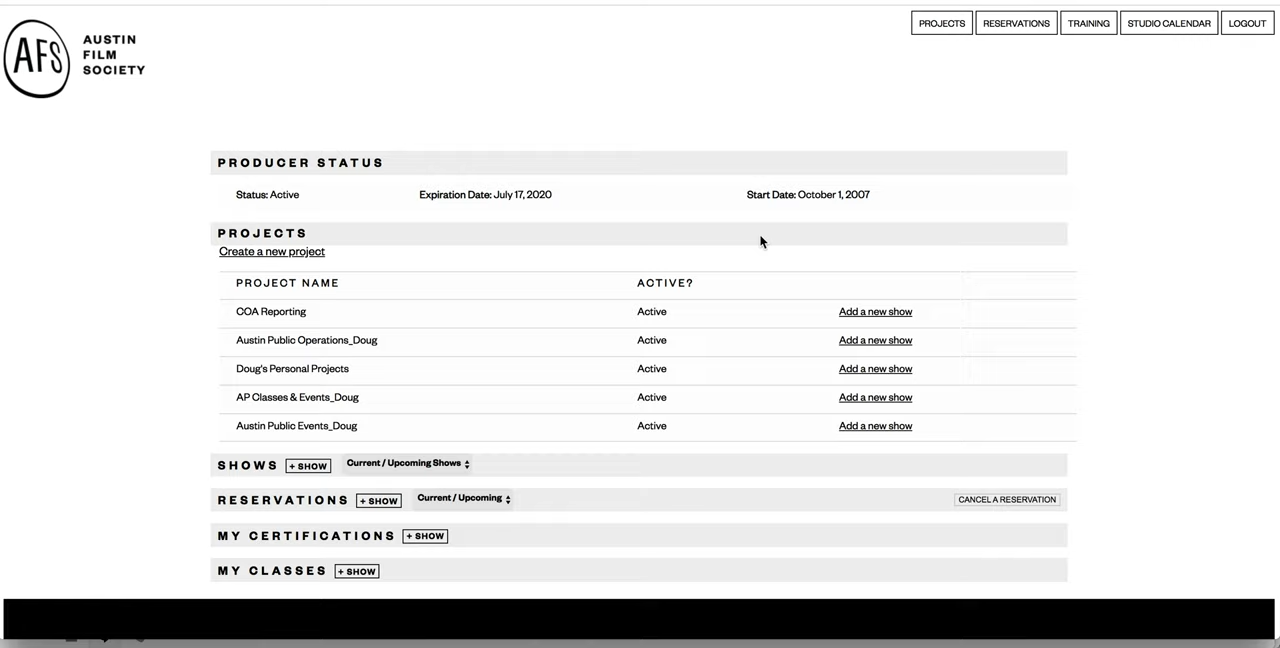 PROJECTS RESERVATIONS TRAINING STUDIO CALENDAR LOGOUT
AFS
AUSTIN
FILM
SOCIETY
PRODUCER STATUS
Status: Active Expiration Date: July 17, 2020 Start Date: October 1, 2007
PROJECTS
Create a new project
PROJECT NAME ACTIVE?
COA Reporting Active Add a new show
Austin Public Operations_Doug Active Add a new show
Doug's Personal Projects Active Add a new show
AP Classes & Events_Doug Active Add a new show
Austin Public Events_Doug Active Add a new show
SHOWS + SHOW Current / Upcoming Shows
RESERVATIONS + SHOW Current / Upcoming CANCEL A RESERVATION
MY CERTIFICATIONS + SHOW
MY CLASSES + SHOW